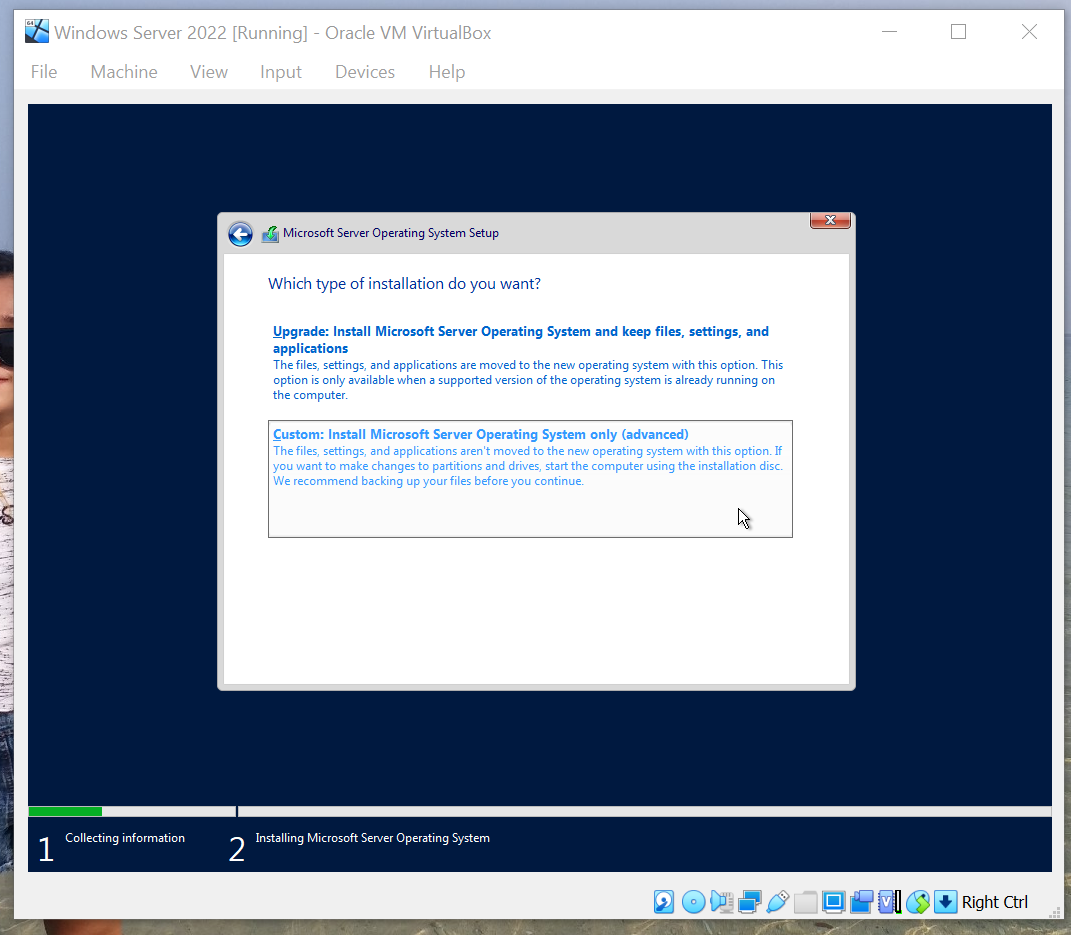 Windows Server 2022 [Running] - Oracle VM VirtualBox
File Machine View Input Devices Help
Microsoft Server Operating System Setup
Which type of installation do you want?
Upgrade: Install Microsoft Server Operating System and keep files, settings, and
applications
The files, settings, and applications are moved to the new operating system with this option. This
option is only available when a supported version of the operating system is already running on
the computer.
Custom: Install Microsoft Server Operating System only (advanced)
The files, settings, and applications aren't moved to the new operating system with this option. If
you want to make changes to partitions and drives, start the computer using the installation disc.
We recommend backing up your files before you continue.
1 Collecting information
2 Installing Microsoft Server Operating System
Right Ctrl